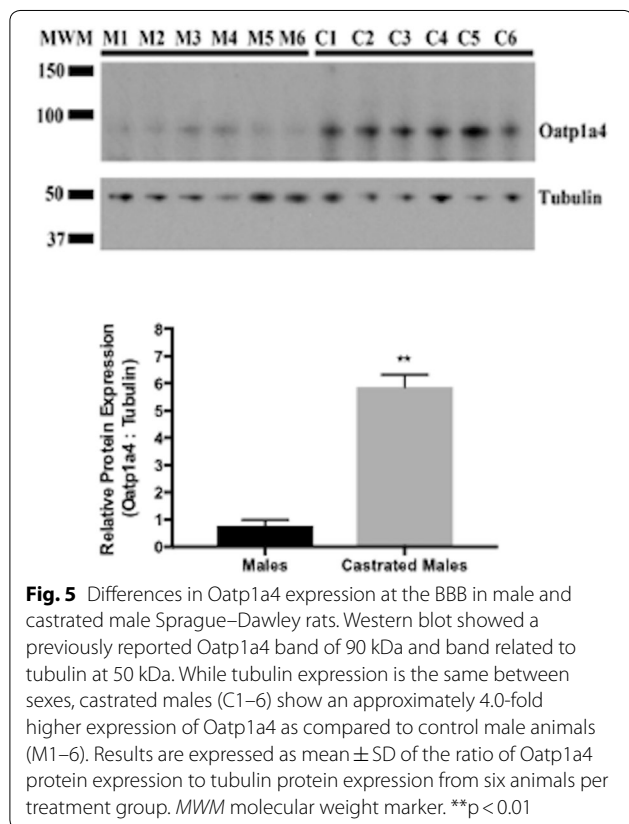 MWM M1 M2 M3 M4 M5 M6 C1 C2 C3 C4 C5 C6
150
100
Oatp1a4
50
Tubulin
37
Relative Protein Expression
(Oatp1a4 : Tubulin)
8
7
6
5
4
3
2
1
0
**
Males Castrated Males
Fig. 5 Differences in Oatp1a4 expression at the BBB in male and
castrated male Sprague–Dawley rats. Western blot showed a
previously reported Oatp1a4 band of 90 kDa and band related to
tubulin at 50 kDa. While tubulin expression is the same between
sexes, castrated males (C1–6) show an approximately 4.0-fold
higher expression of Oatp1a4 as compared to control male animals
(M1–6). Results are expressed as mean ± SD of the ratio of Oatp1a4
protein expression to tubulin protein expression from six animals per
treatment group. MWM molecular weight marker. **p < 0.01